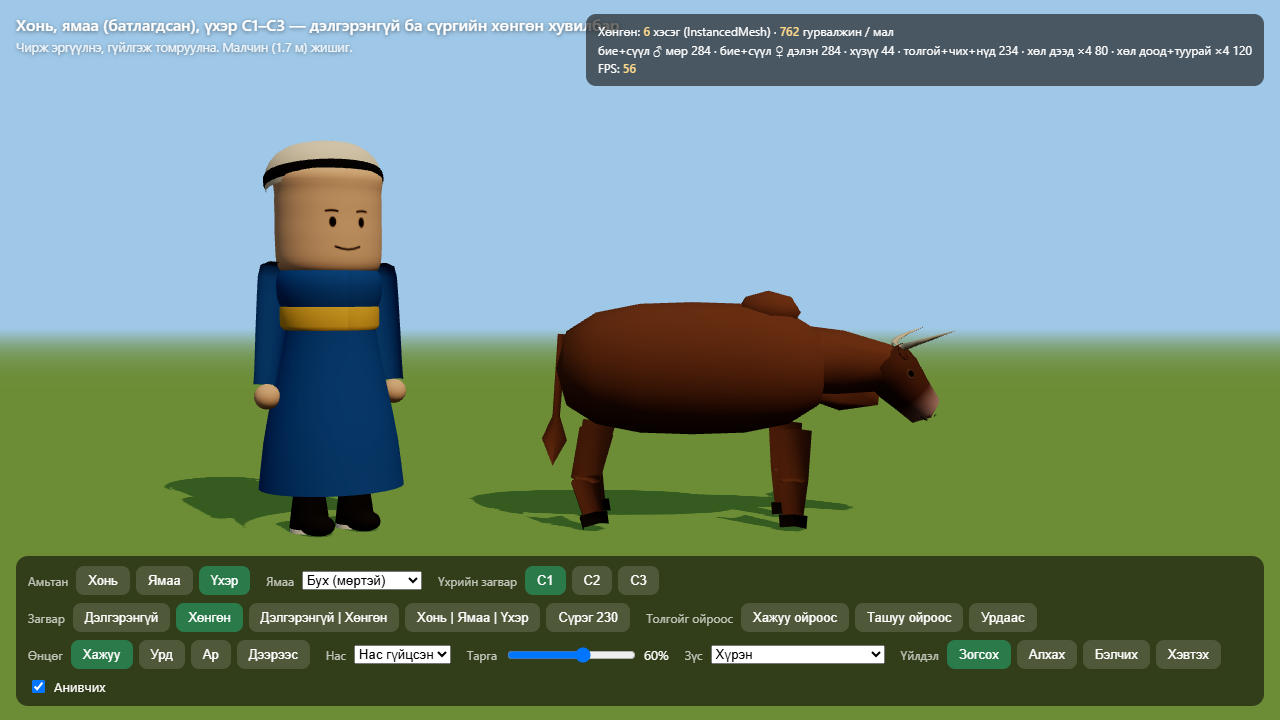 Хонь, ямаа (батлагдсан), үхэр C1–C3 — дэлгэрэнгүй ба сүргийн хөнгөн хувилбар
Чирж эргүүлнэ, гүйлгэж томруулна. Малчин (1.7 м) жишиг.
Хөнгөн: 6 хэсэг (InstancedMesh) · 762 гурвалжин / мал
бие+сүүл ♂ мөр 284 · бие+сүүл ♀ дэлэн 284 · хүзүү 44 · толгой+чих+нүд 234 · хөл дээд ×4 80 · хөл доод+туурай ×4 120
FPS: 56
Амьтан Хонь Ямаа Үхэр Ямаа Бух (мөртэй) Үхрийн загвар C1 C2 C3
Загвар Дэлгэрэнгүй Хөнгөн Дэлгэрэнгүй | Хөнгөн Хонь | Ямаа | Үхэр Сүрэг 230 Толгойг ойроос Хажуу ойроос Ташуу ойроос Урдаас
Өнцөг Хажуу Урд Ар Дээрээс Нас Нас гүйцсэн Тарга 60% Зүс Хүрэн Үйлдэл Зогсох Алхах Бэлчих Хэвтэх
Анивчих